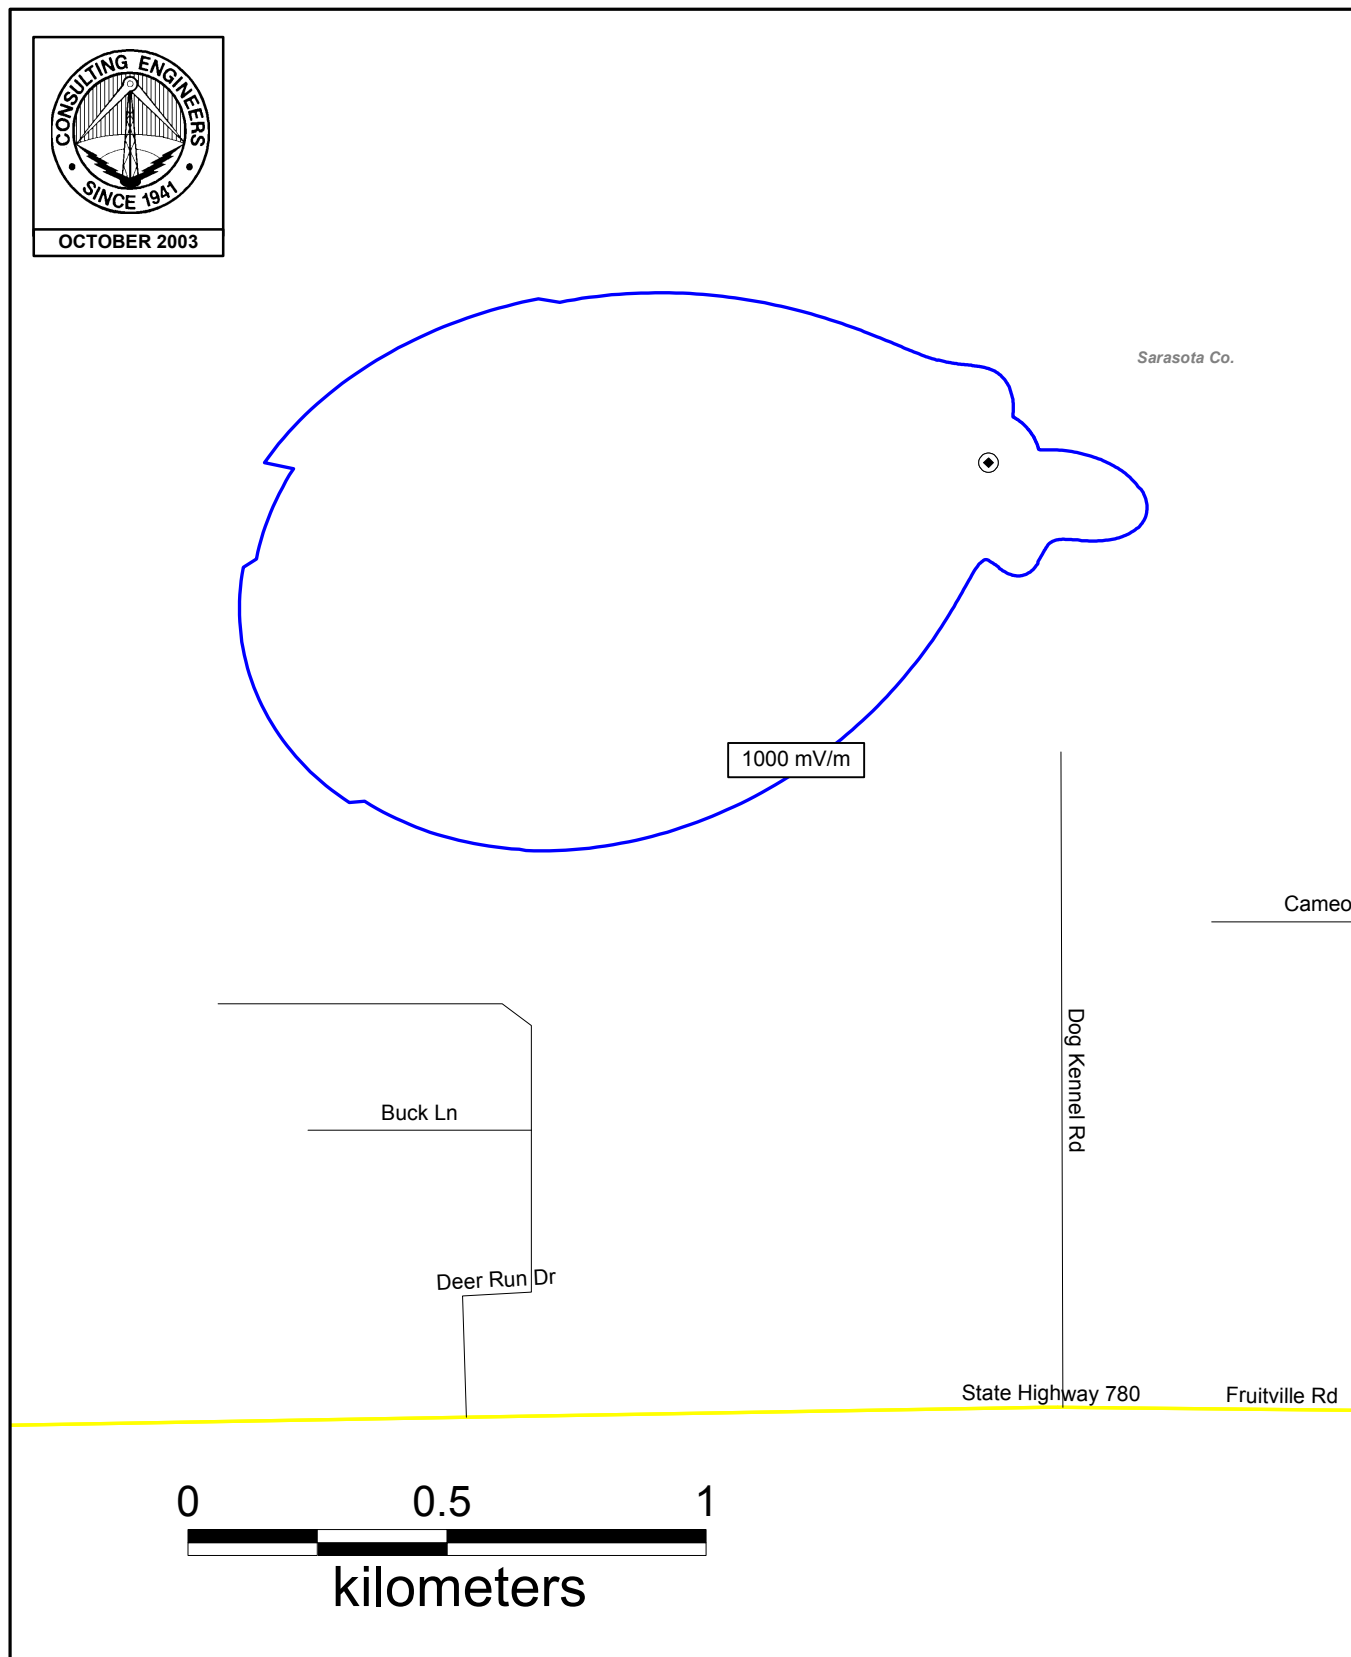 CONSULTING ENGINEERS
• SINCE 1941 •
OCTOBER 2003
Sarasota Co.
1000 mV/m
Cameo
Dog Kennel Rd
Buck Ln
Deer Run Dr
State Highway 780
Fruitville Rd
0 0.5 1
kilometers